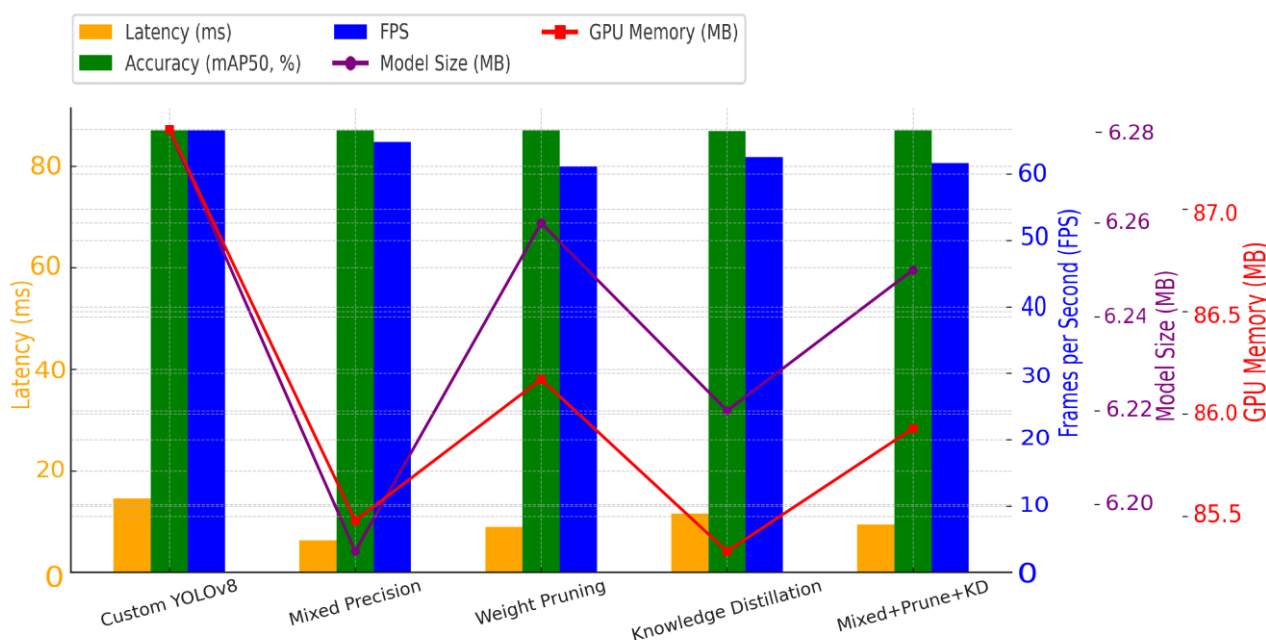 Latency (ms)
Accuracy (mAP50, %)
FPS
Model Size (MB)
GPU Memory (MB)
Latency (ms)
80
60
40
20
0
60
50
40
30
20
10
0
Frames per Second (FPS)
6.28
6.26
6.24
6.22
6.20
Model Size (MB)
87.0
86.5
86.0
85.5
GPU Memory (MB)
Custom YOLOv8
Mixed Precision
Weight Pruning
Knowledge Distillation
Mixed+Prune+KD